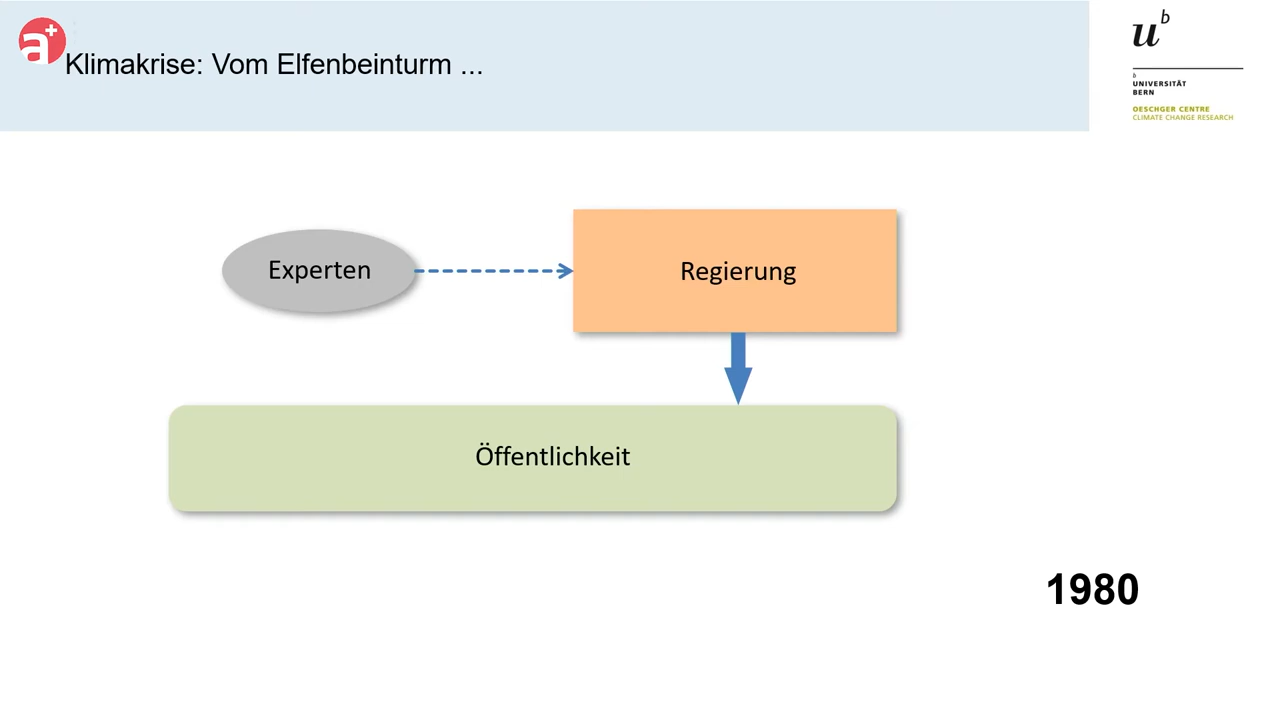 a+
Klimakrise: Vom Elfenbeinturm ...
u^b
b
UNIVERSITÄT
BERN
OESCHGER CENTRE
CLIMATE CHANGE RESEARCH
Experten
Regierung
Öffentlichkeit
1980